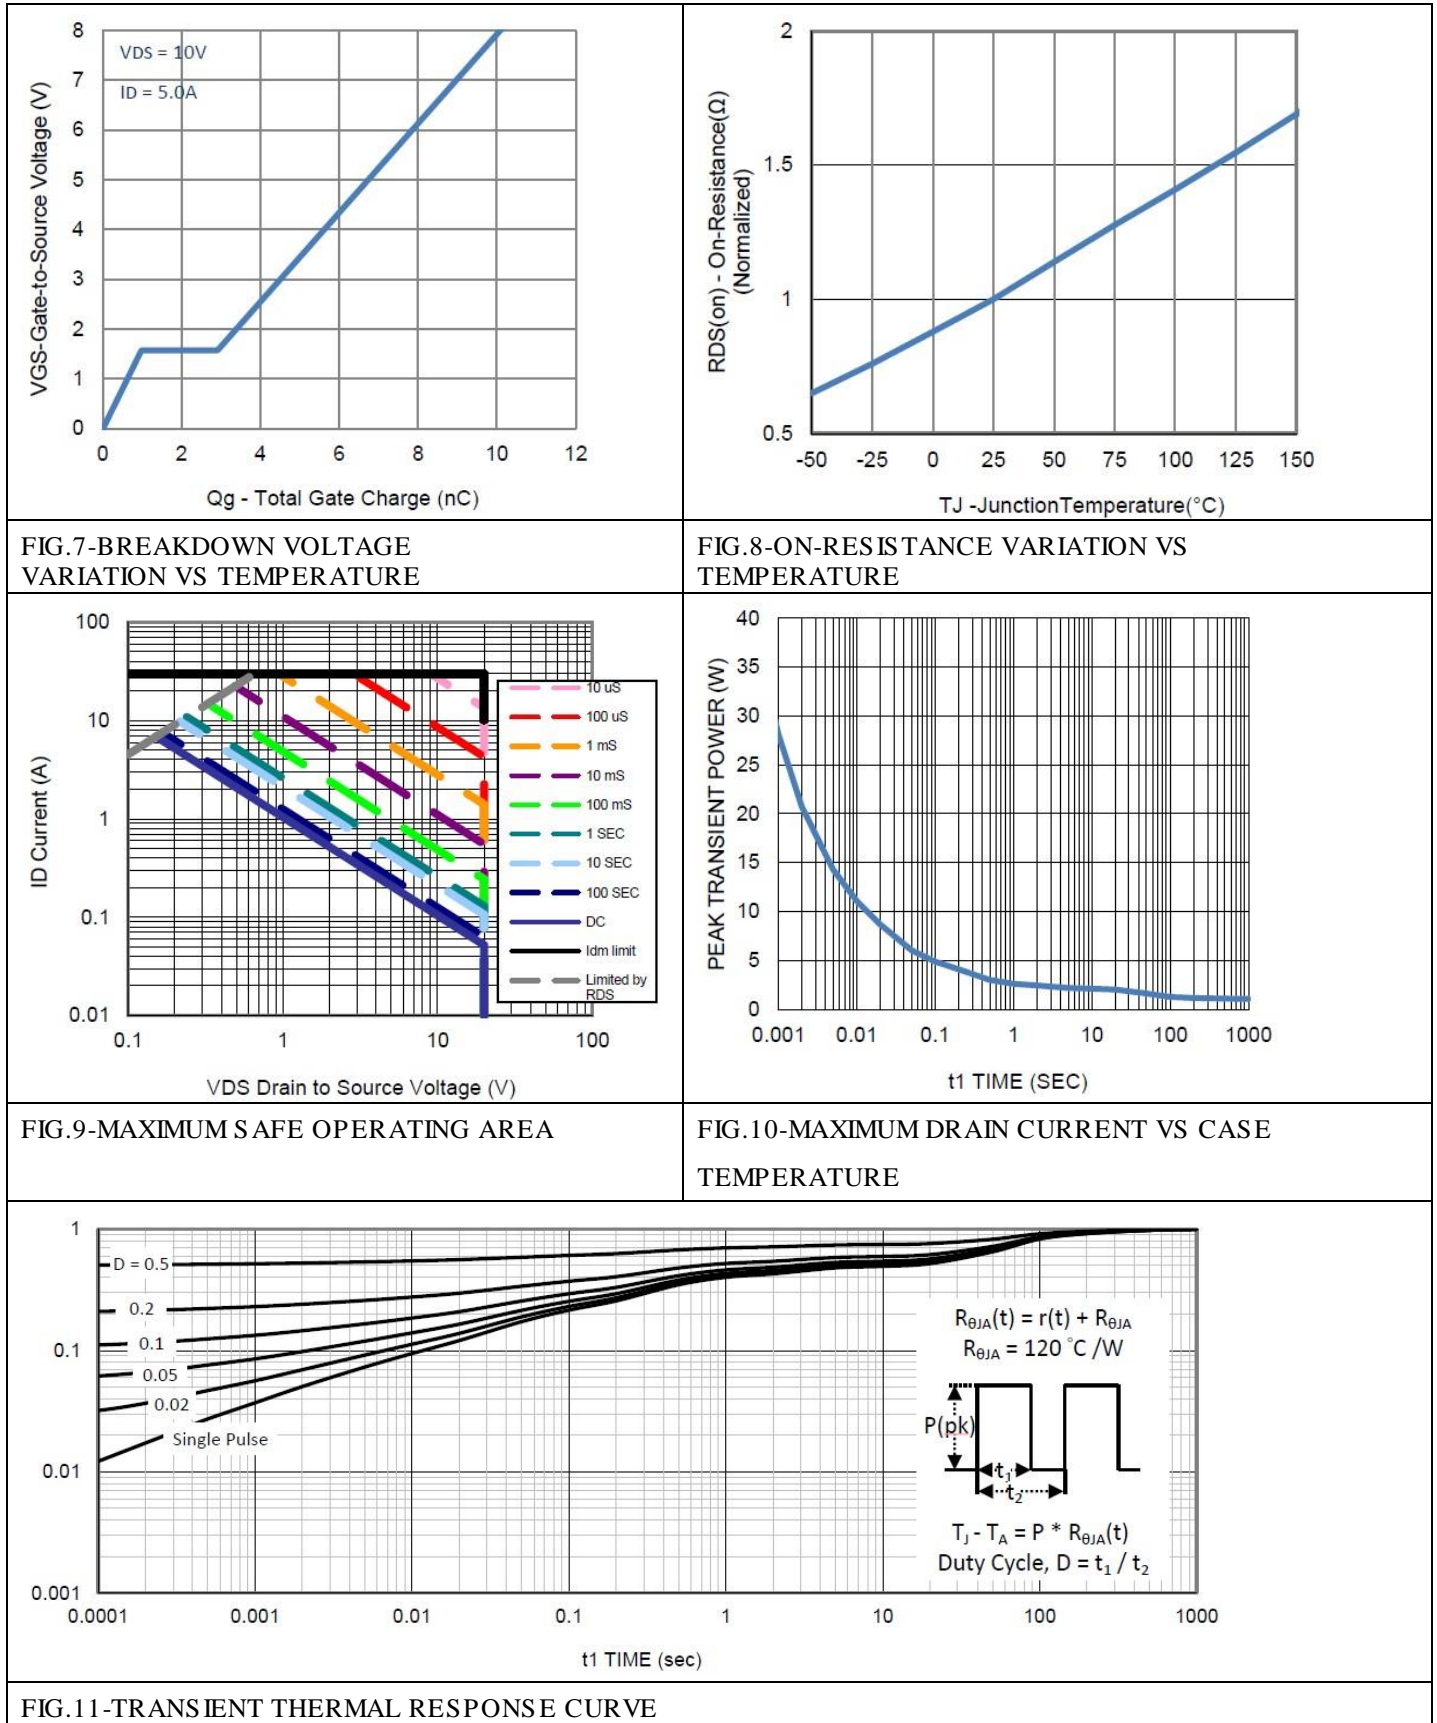 8
7
6
5
4
3
2
1
0
VDS = 10V
ID = 5.0A
VGS-Gate-to-Source Voltage (V)
0 2 4 6 8 10 12
Qg - Total Gate Charge (nC)
2
1.5
1
0.5
RDS(on) - On-Resistance(Ω)
(Normalized)
-50 -25 0 25 50 75 100 125 150
TJ -JunctionTemperature(°C)
FIG.7-BREAKDOWN VOLTAGE
VARIATION VS TEMPERATURE
FIG.8-ON-RESISTANCE VARIATION VS
TEMPERATURE
100
10
1
0.1
0.01
ID Current (A)
10 uS
100 uS
1 mS
10 mS
100 mS
1 SEC
10 SEC
100 SEC
DC
Idm limit
Limited by
RDS
0.1 1 10 100
VDS Drain to Source Voltage (V)
40
35
30
25
20
15
10
5
0
PEAK TRANSIENT POWER (W)
0.001 0.01 0.1 1 10 100 1000
t1 TIME (SEC)
FIG.9-MAXIMUM SAFE OPERATING AREA
FIG.10-MAXIMUM DRAIN CURRENT VS CASE
TEMPERATURE
1
0.1
0.01
0.001
D = 0.5
0.2
0.1
0.05
0.02
Single Pulse
RθJA(t) = r(t) + RθJA
RθJA = 120 °C /W
P(pk)
t1
t2
TJ - TA = P * RθJA(t)
Duty Cycle, D = t1 / t2
0.0001 0.001 0.01 0.1 1 10 100 1000
t1 TIME (sec)
FIG.11-TRANSIENT THERMAL RESPONSE CURVE